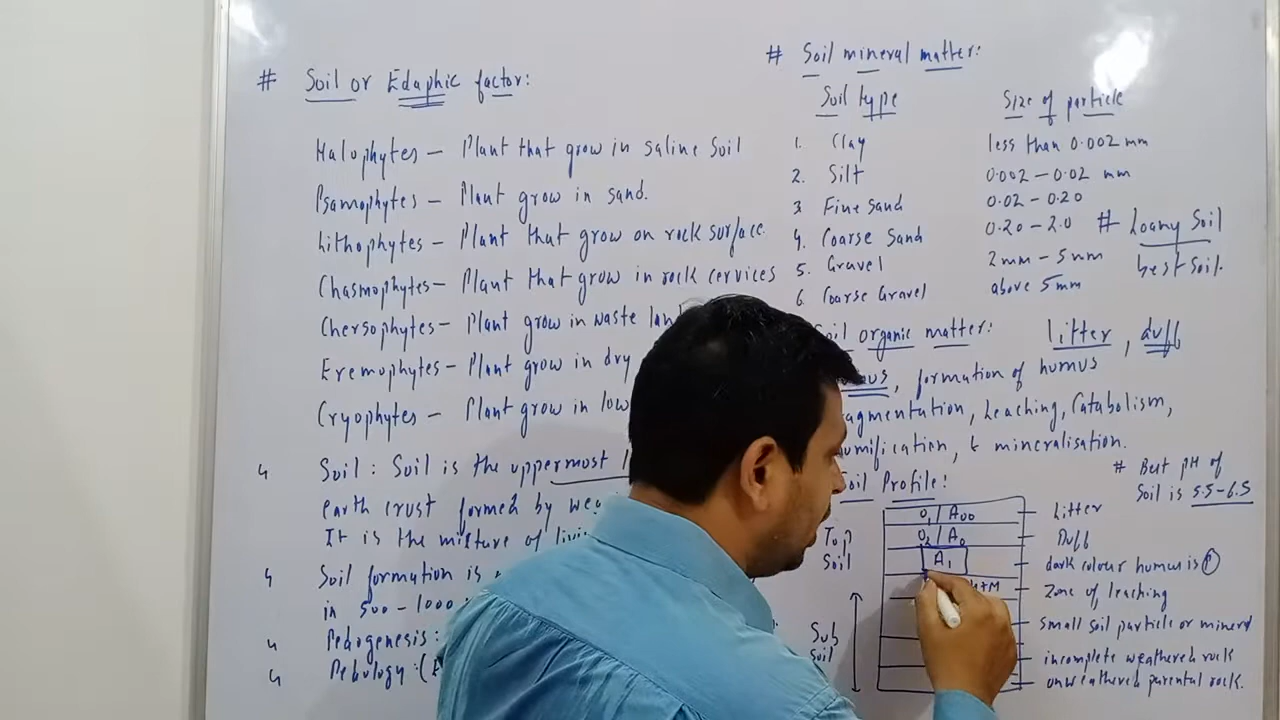 # Soil or Edaphic factor:
Halophytes – Plant that grow in saline soil
Psamophytes – Plant grow in sand.
Lithophytes – Plant that grow on rock surface.
Chasmophytes – Plant that grow in rock cervices
Chersophytes – Plant grow in waste lan
Eremophytes – Plant grow in dry
Cryophytes – Plant grow in low
Soil : Soil is the uppermost
earth crust formed by wea
It is the mixture of livi
Soil formation is
in 500 – 1000
Pedogenesis :
Pedology : (E
# Soil mineral matter:
Soil type Size of particle
1. Clay less than 0.002 mm
2. Silt 0.002 – 0.02 mm
3 Fine Sand 0.02 – 0.20
4. Coarse Sand 0.20 – 2.0
5. Gravel 2mm – 5mm
6. Coarse Gravel above 5mm
# Loamy Soil
best soil.
Soil organic matter: litter, duff
mus, formation of humus
ragmentation, Leaching, Catabolism,
umification, & mineralisation.
Soil Profile:
# Best pH of
Soil is 5.5–6.5
O1/A00 Litter
Top
Soil
O2/A0 Duff
A1 dark colour humus is ↑
Zone of leaching
Sub
soil
small soil particle or mineral
incomplete weathered rock
unweathered parental rock.